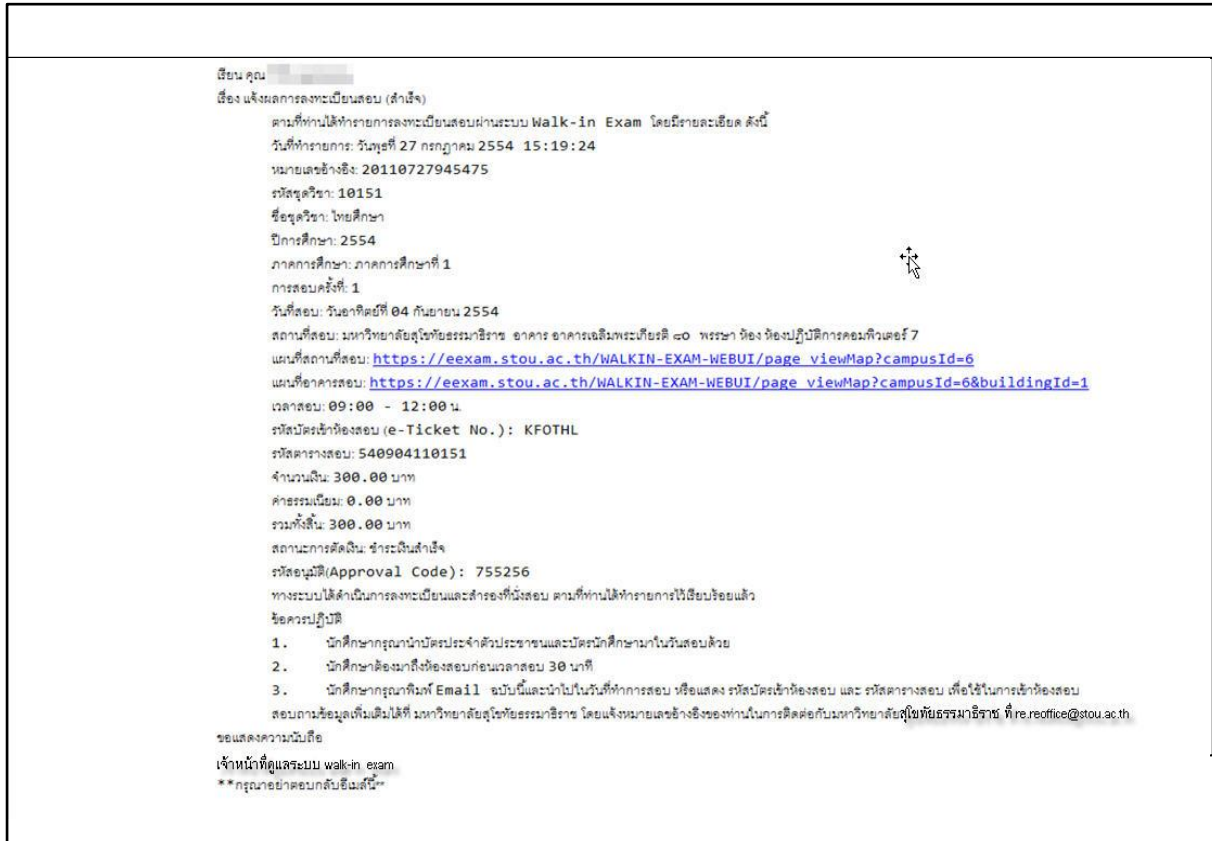 เรียน คุณ
เรื่อง แจ้งผลการลงทะเบียนสอบ (สำเร็จ)
ตามที่ท่านได้ทำรายการลงทะเบียนสอบผ่านระบบ Walk-in Exam โดยมีรายละเอียด ดังนี้
วันที่ทำรายการ: วันพุธที่ 27 กรกฎาคม 2554 15:19:24
หมายเลขอ้างอิง: 20110727945475
รหัสชุดวิชา: 10151
ชื่อชุดวิชา: ไทยศึกษา
ปีการศึกษา: 2554
ภาคการศึกษา: ภาคการศึกษาที่ 1
การสอบครั้งที่: 1
วันที่สอบ: วันอาทิตย์ที่ 04 กันยายน 2554
สถานที่สอบ: มหาวิทยาลัยสุโขทัยธรรมาธิราช อาคาร อาคารเฉลิมพระเกียรติ ๘๐ พรรษา ห้อง ห้องปฏิบัติการคอมพิวเตอร์ 7
แผนที่สถานที่สอบ: https://eexam.stou.ac.th/WALKIN-EXAM-WEBUI/page_viewMap?campusId=6
แผนที่อาคารสอบ: https://eexam.stou.ac.th/WALKIN-EXAM-WEBUI/page_viewMap?campusId=6&buildingId=1
เวลาสอบ: 09:00 - 12:00 น.
รหัสบัตรเข้าห้องสอบ (e-Ticket No.): KFOTHL
รหัสตารางสอบ: 540904110151
จำนวนเงิน: 300.00 บาท
ค่าธรรมเนียม: 0.00 บาท
รวมทั้งสิ้น: 300.00 บาท
สถานะการตัดเงิน: ชำระเงินสำเร็จ
รหัสอนุมัติ(Approval Code): 755256
ทางระบบได้ดำเนินการลงทะเบียนและสำรองที่นั่งสอบ ตามที่ท่านได้ทำรายการไว้เรียบร้อยแล้ว
ข้อควรปฏิบัติ
1. นักศึกษากรุณานำบัตรประจำตัวประชาชนและบัตรนักศึกษามาในวันสอบด้วย
2. นักศึกษาต้องมาถึงห้องสอบก่อนเวลาสอบ 30 นาที
3. นักศึกษากรุณาพิมพ์ Email ฉบับนี้และนำไปในวันที่ทำการสอบ หรือแสดง รหัสบัตรเข้าห้องสอบ และ รหัสตารางสอบ เพื่อใช้ในการเข้าห้องสอบ
สอบถามข้อมูลเพิ่มเติมได้ที่ มหาวิทยาลัยสุโขทัยธรรมาธิราช โดยแจ้งหมายเลขอ้างอิงของท่านในการติดต่อกับมหาวิทยาลัยสุโขทัยธรรมาธิราช ที่ re.reoffice@stou.ac.th
ขอแสดงความนับถือ
เจ้าหน้าที่ดูแลระบบ walk-in exam
**กรุณาอย่าตอบกลับอีเมล์นี้**